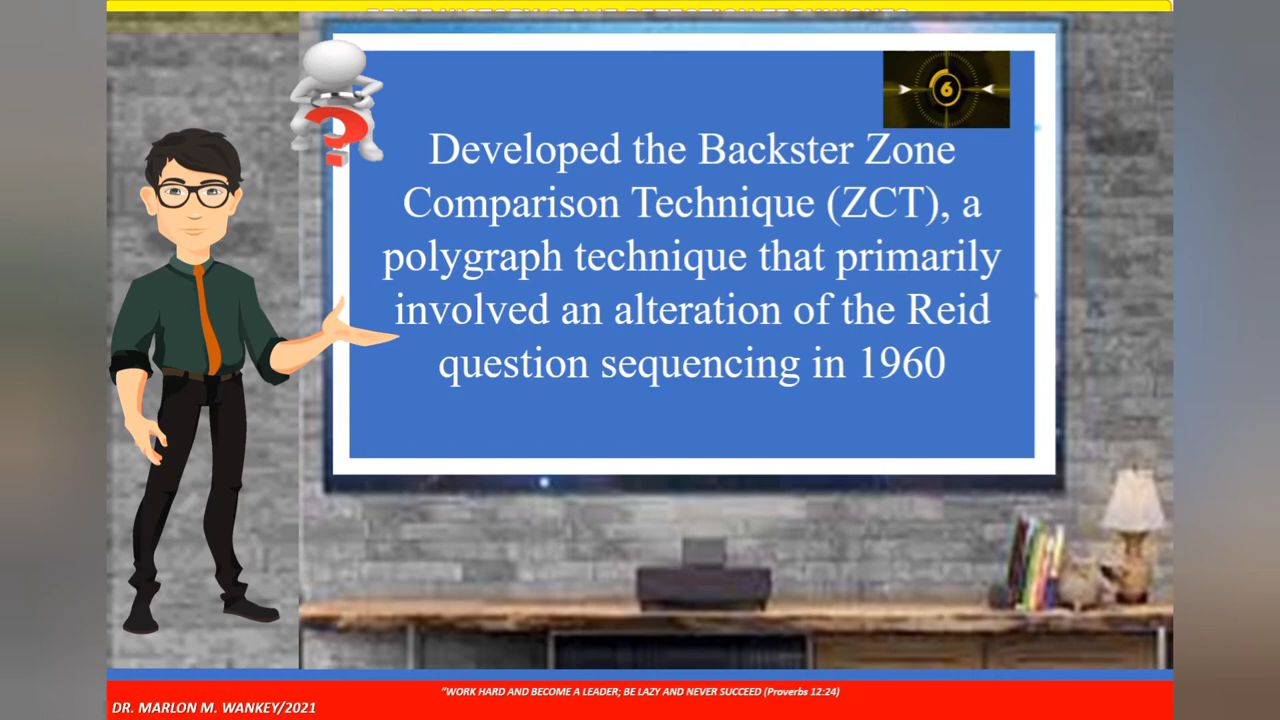 6
Developed the Backster Zone
Comparison Technique (ZCT), a
polygraph technique that primarily
involved an alteration of the Reid
question sequencing in 1960
“WORK HARD AND BECOME A LEADER; BE LAZY AND NEVER SUCCEED (Proverbs 12:24)
DR. MARLON M. WANKEY/2021